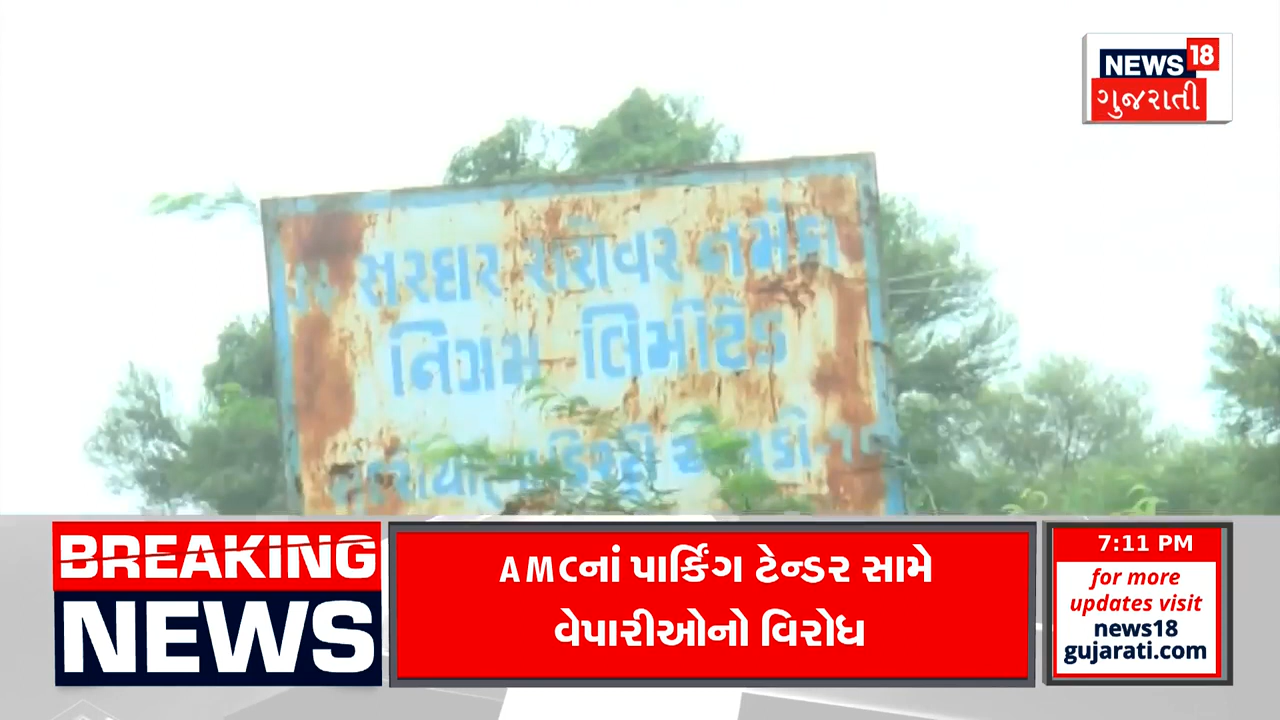 NEWS 18
ગુજરાતી
સરદાર સરોવર નર્મદા
નિગમ લિમીટેડ
BREAKING
NEWS
AMCનાં પાર્કિંગ ટેન્ડર સામે
વેપારીઓનો વિરોધ
7:11 PM
for more
updates visit
news18
gujarati.com